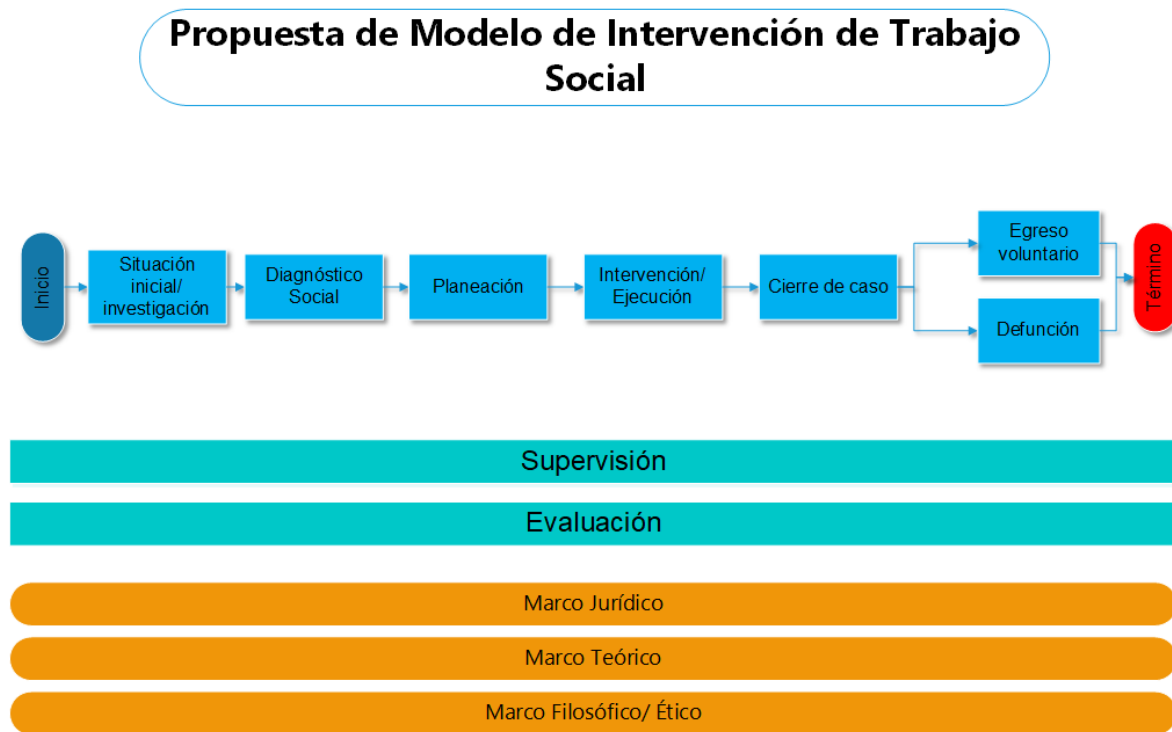 Propuesta de Modelo de Intervención de Trabajo
Social
Inicio
Situación
inicial/
investigación
Diagnóstico
Social
Planeación
Intervención/
Ejecución
Cierre de caso
Egreso
voluntario
Defunción
Término
Supervisión
Evaluación
Marco Jurídico
Marco Teórico
Marco Filosófico/ Ético